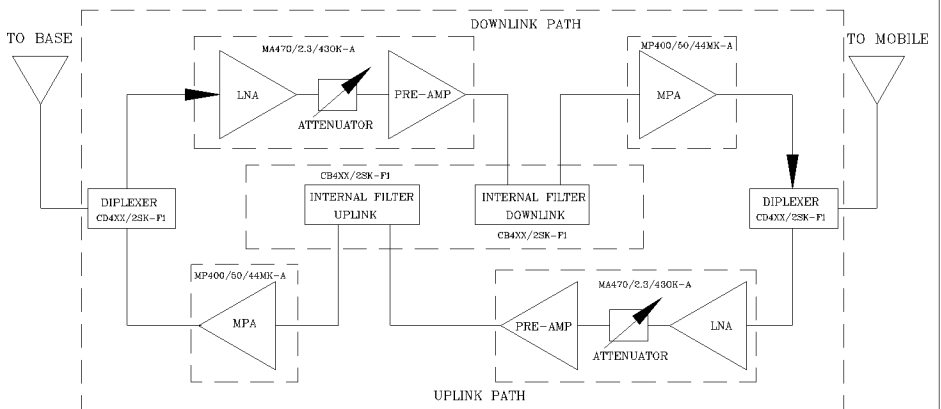 DOWNLINK PATH
TO BASE
TO MOBILE
MA470/2.3/430K-A
MP400/50/44MK-A
LNA
PRE-AMP
MPA
ATTENUATOR
CB4XX/2SK-F1
INTERNAL FILTER
UPLINK
INTERNAL FILTER
DOWNLINK
CB4XX/2SK-F1
DIPLEXER
CD4XX/2SK-F1
DIPLEXER
CD4XX/2SK-F1
MP400/50/44MK-A
MA470/2.3/430K-A
MPA
PRE-AMP
LNA
ATTENUATOR
UPLINK PATH